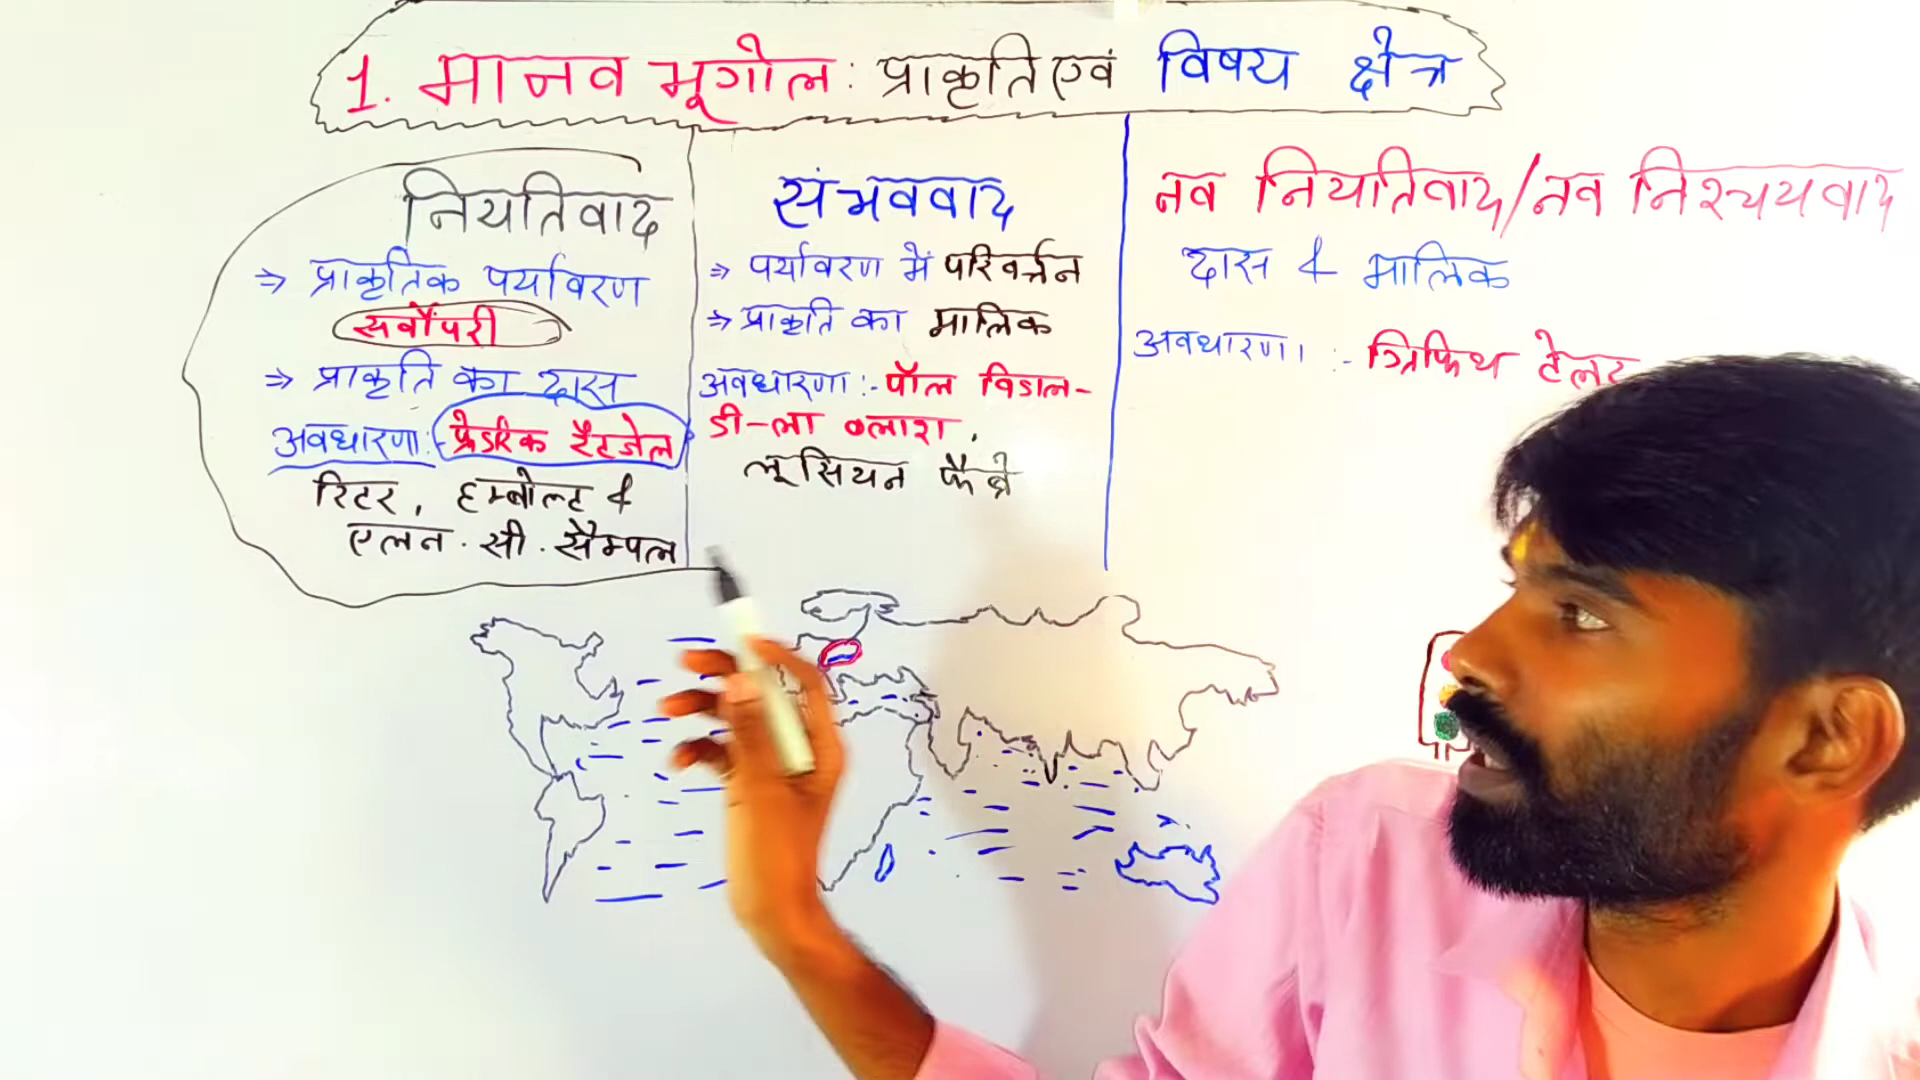 1. मानव भूगोल: प्राकृति एवं विषय क्षेत्र
नियतिवाद
⇒ प्राकृतिक पर्यावरण
सर्वोपरी
⇒ प्राकृति का दास
अवधारणा:- फ्रेडरिक रैटजेल
रिटर, हम्बोल्ट &
एलन. सी. सैम्पल
संभववाद
⇒ पर्यावरण में परिवर्त्तन
⇒ प्राकृति का मालिक
अवधारणा:- पॉल विडाल-
डी-ला ब्लाश,
लूसियन फैब्रे
नव नियतिवाद/नव निश्चयवाद
दास & मालिक
अवधारणा:- ग्रिफिथ टेलर